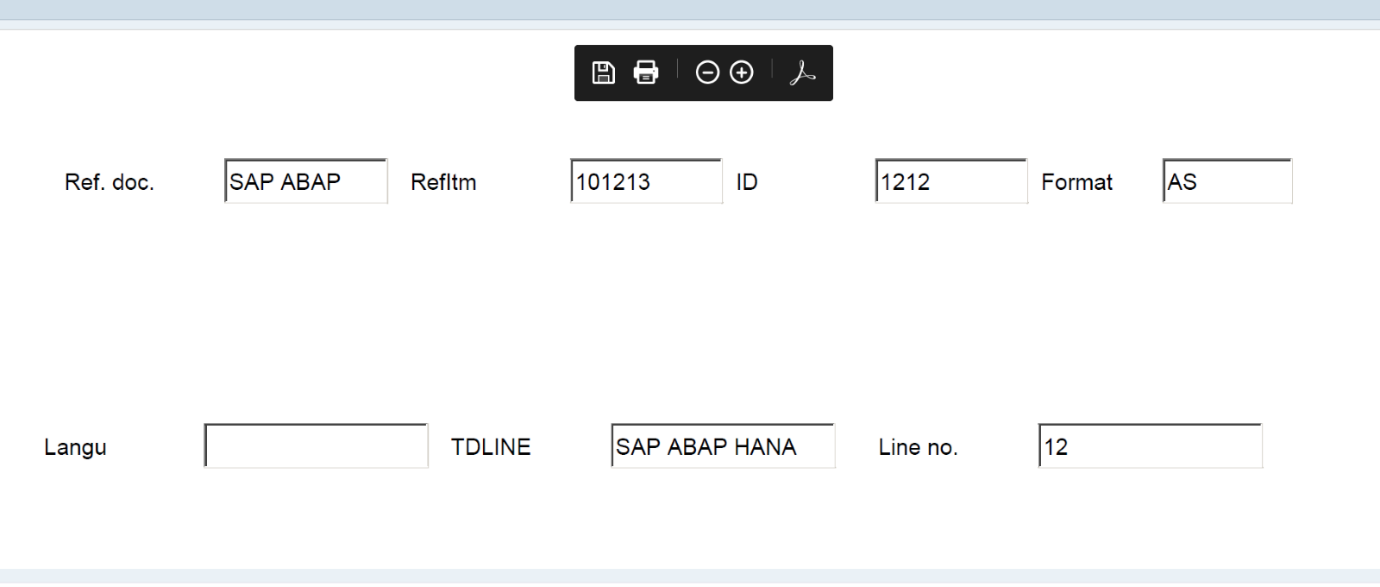 Ref. doc. SAP ABAP RefItm 101213 ID 1212 Format AS
Langu TDLINE SAP ABAP HANA Line no. 12